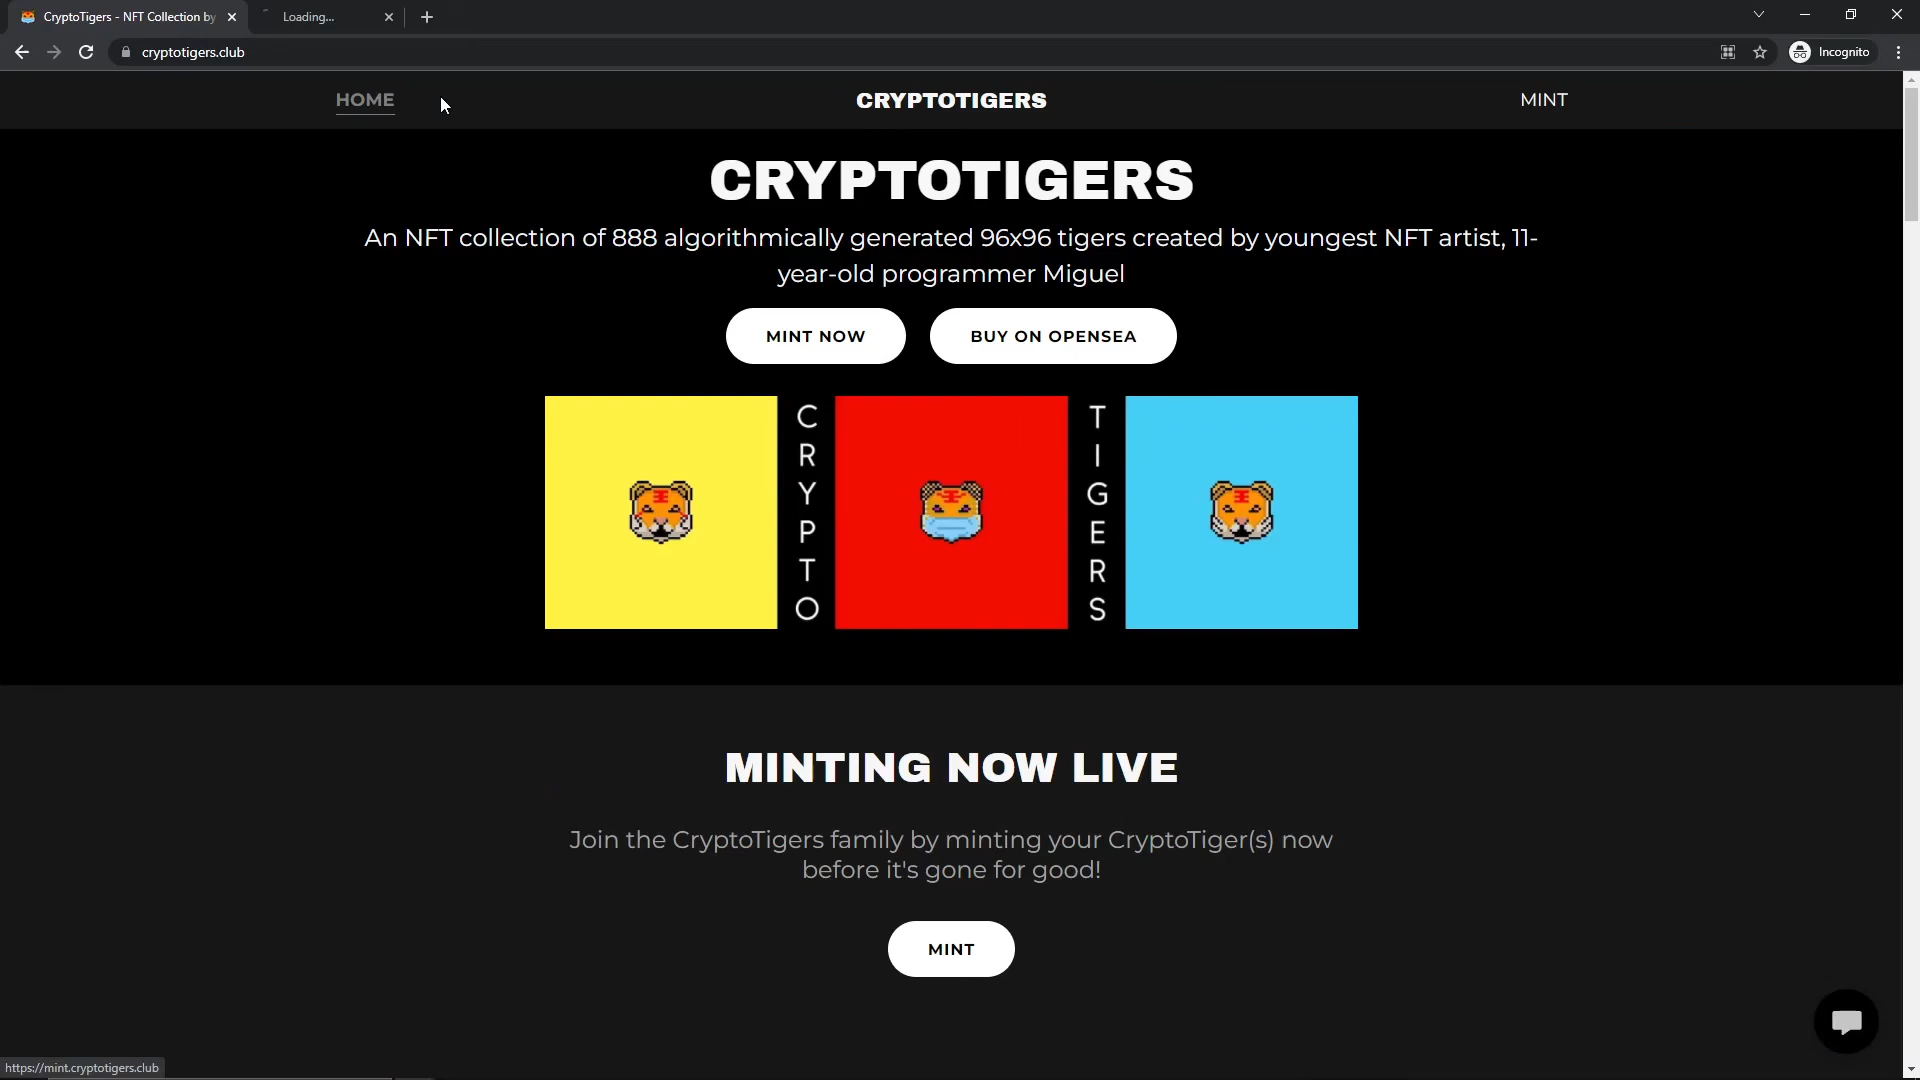 CryptoTigers - NFT Collection by
Loading...
cryptotigers.club
Incognito
HOME
CRYPTOTIGERS
MINT
CRYPTOTIGERS
An NFT collection of 888 algorithmically generated 96x96 tigers created by youngest NFT artist, 11-
year-old programmer Miguel
MINT NOW
BUY ON OPENSEA
CRYPTO
TIGERS
MINTING NOW LIVE
Join the CryptoTigers family by minting your CryptoTiger(s) now
before it's gone for good!
MINT
https://mint.cryptotigers.club